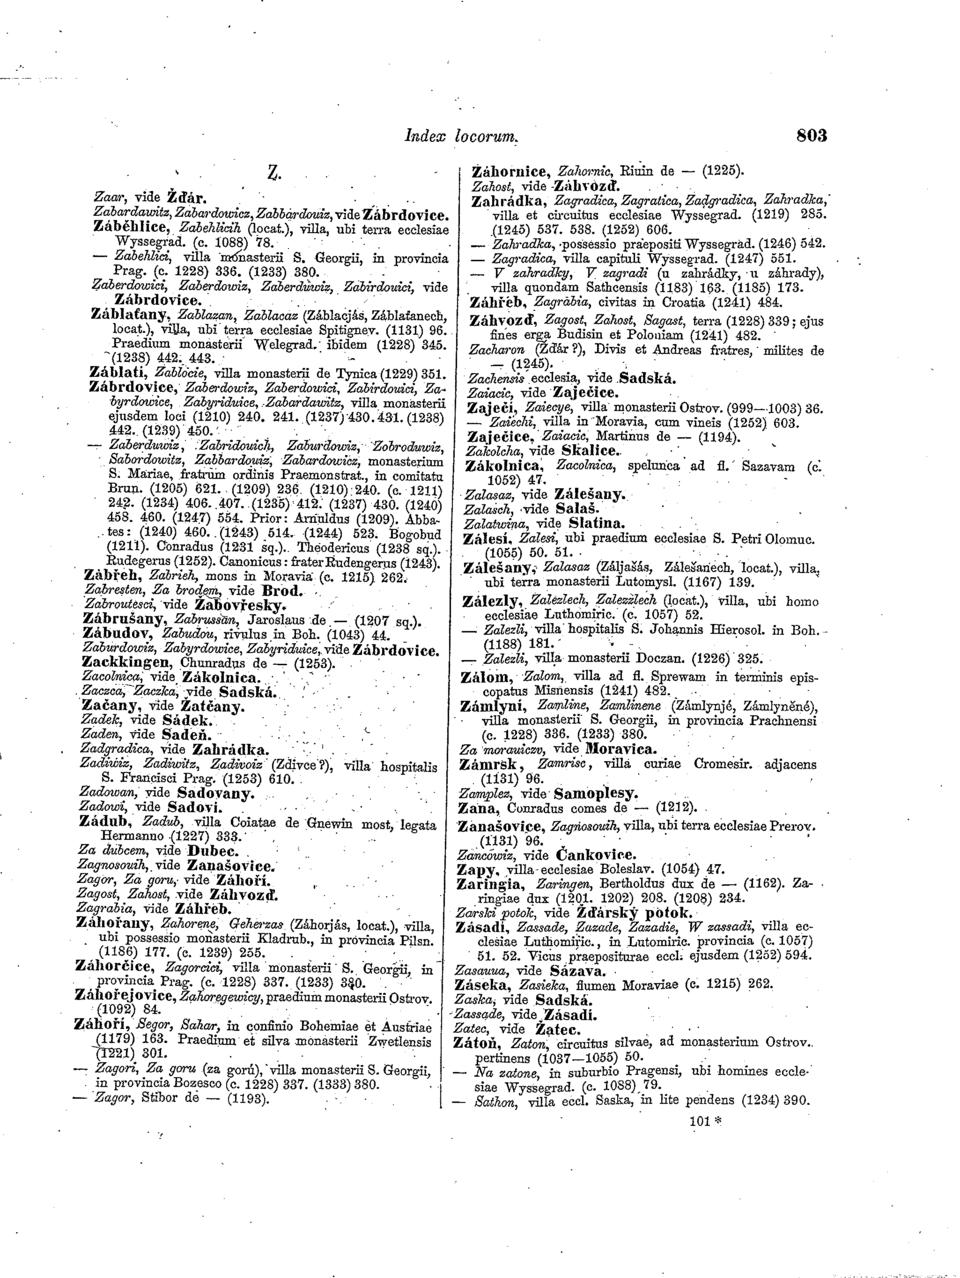 Index locorum.
803
Z.
Zaar, vide Žďár.
Zabardawitz, Zabardowicz, Zabbardouiz, vide Zábrdovice.
Záběhlice, Zabehlicih (locat.), villa, ubi terra ecclesiae
Wyssegrad. (c. 1088) 78.
— Zabehlici, villa monasterii S. Georgii, in provincia
Prag. (c. 1228) 336. (1233) 380.
Zaberdowici, Zaberdowiz, Zaberduwiz, Zabirdouici, vide
Zábrdovice.
Záblaťany, Zablazan, Zablacaz (Záblacjás, Záblaťanech,
locat.), villa, ubi terra ecclesiae Spitignev. (1131) 96.
Praedium monasterii Welegrad. ibidem (1228) 345.
(1238) 442. 443.
Záblatí, Zablocie, villa monasterii de Tynica (1229) 351.
Zábrdovice, Zaberdowiz, Zaberdowici, Zabirdouici, Za-
byrdowice, Zabyriduice, Zabardawitz, villa monasterii
ejusdem loci (1210) 240. 241. (1237) 430. 431. (1238)
442. (1239) 450.
— Zaberduwiz, Zabridouich, Zaburdowiz, Zobroduwiz,
Sabordowitz, Zabbardouiz, Zabardowicz, monasterium
S. Mariae, fratrum ordinis Praemonstrat., in comitatu
Brun. (1205) 621. (1209) 236. (1210) 240. (c. 1211)
242. (1234) 406. 407. (1235) 412. (1237) 430. (1240)
458. 460. (1247) 554. Prior: Arnuldus (1209). Abba-
tes: (1240) 460. (1243) 514. (1244) 523. Bogobud
(1211). Conradus (1231 sq.). Theodericus (1238 sq.).
Rudegerus (1252). Canonicus: frater Rudengerus (1243).
Zábřeh, Zabrieh, mons in Moravia (c. 1215) 262.
Zabresten, Za brodem, vide Brod.
Zabroutesci, vide Žabovřesky.
Zábrušany, Zabrussan, Jaroslaus de — (1207 sq.).
Zábudov, Zabudou, rivulus in Boh. (1043) 44.
Zaburdowiz, Zabyrdowice, Zabyriduice, vide Zábrdovice.
Zackkingen, Chunradus de — (1253).
Zacolnica, vide Zákolnica.
Zaczca, Zaczka, vide Sadská.
Začany, vide Žatčany.
Zadek, vide Sádek.
Zaden, vide Sadeň.
Zadgradica, vide Zahrádka.
Zadiwiz, Zadiwitz, Zadivoiz (Zdivce?), villa hospitalis
S. Francisci Prag. (1253) 610.
Zadowan, vide Sadovany.
Zadowi, vide Sadoví.
Zádub, Zadub, villa Coiatae de Gnewin most, legata
Hermanno (1227) 333.
Za dubcem, vide Dubec.
Zagnosouih, vide Zanašovice.
Zagor, Za goru, vide Záhoří.
Zagost, Zahost, vide Záhvozď.
Zagrabia, vide Záhřeb.
Záhořany, Zahorene, Geherzas (Záhorjás, locat.), villa,
ubi possessio monasterii Kladrub., in provincia Pilsn.
(1186) 177. (c. 1239) 255.
Záhorčice, Zagorcici, villa monasterii S. Georgii, in
provincia Prag. (c. 1228) 337. (1233) 380.
Záhořejovice, Zahoregewicy, praedium monasterii Ostrov.
(1092) 84.
Záhoří, Segor, Sahar, in confinio Bohemiae et Austriae
(1179) 163. Praedium et silva monasterii Zwetlensis
(1221) 301.
— Zagori, Za goru (za gorú), villa monasterii S. Georgii,
in provincia Bozesco (c. 1228) 337. (1333) 380.
— Zagor, Stibor de — (1193).
Záhornice, Zahornic, Riuin de — (1225).
Zahost, vide Záhvozď.
Zahrádka, Zagradica, Zagratica, Zadgradica, Zahradka,
villa et circuitus ecclesiae Wyssegrad. (1219) 285.
(1245) 537. 538. (1252) 606.
— Zahradka, possessio praepositi Wyssegrad. (1246) 542.
— Zagradica, villa capituli Wyssegrad. (1247) 551.
— V zahradky, V zagradi (u zahrádky, u záhrady),
villa quondam Sathcensis (1183) 163. (1185) 173.
Záhřeb, Zagrabia, civitas in Croatia (1241) 484.
Záhvozď, Zagost, Zahost, Sagast, terra (1228) 339; ejus
fines erga Budisin et Poloniam (1241) 482.
Zacharon (Žďár?), Divis et Andreas fratres, milites de
— (1245).
Zachensis ecclesia, vide Sadská.
Zaiacic, vide Zaječice.
Zaječí, Zaiecye, villa monasterii Ostrov. (999—1003) 36.
— Zaiechi, villa in Moravia, cum vineis (1252) 603.
Zaječice, Zaiacic, Martinus de — (1194).
Zakolcha, vide Skalice.
Zákolnica, Zacolnica, spelunca ad fl. Sazavam (c.
1052) 47.
Zalasaz, vide Zálešany.
Zalasch, vide Salaš.
Zalatwina, vide Slatina.
Zálesí, Zalesi, ubi praedium ecclesiae S. Petri Olomuc.
(1055) 50. 51.
Zálešany, Zalasaz (Záljašás, Zálešanech, locat.), villa,
ubi terra monasterii Lutomysl. (1167) 139.
Zálezly, Zalezlech, Zalezzlech (locat.), villa, ubi homo
ecclesiae Luthomiric. (c. 1057) 52.
— Zalezli, villa hospitalis S. Johannis Hierosol. in Boh.
(1188) 181.
— Zalezli, villa monasterii Doczan. (1226) 325.
Zálom, Zalom, villa ad fl. Sprewam in terminis epis-
copatus Misnensis (1241) 482.
Zámlyní, Zamline, Zamlinene (Zámlynjé, Zámlyněné),
villa monasterii S. Georgii, in provincia Prachnensi
(c. 1228) 336. (1233) 380.
Za morauiczv, vide Moravica.
Zámrsk, Zamrisc, villa curiae Cromesir. adjacens
(1131) 96.
Zamplez, vide Samoplesy.
Zana, Conradus comes de — (1212).
Zanašovice, Zagnosouih, villa, ubi terra ecclesiae Prerov.
(1131) 96.
Zancowiz, vide Čankovice.
Zapy, villa ecclesiae Boleslav. (1054) 47.
Zaringia, Zaringen, Bertholdus dux de — (1162). Za-
ringiae dux (1201. 1202) 208. (1208) 234.
Zarski potok, vide Žďárský potok.
Zásadí, Zassade, Zazade, Zazadie, W zassadi, villa ec-
clesiae Luthomiric., in Lutomiric. provincia (c. 1057)
51. 52. Vicus praepositurae eccl. ejusdem (1252) 594.
Zasauua, vide Sázava.
Záseka, Zasieka, flumen Moraviae (c. 1215) 262.
Zaska, vide Sadská.
Zassade, vide Zásadí.
Zatec, vide Žatec.
Zátoň, Zaton, circuitus silvae, ad monasterium Ostrov.
pertinens (1037—1055) 50.
— Na zatone, in suburbio Pragensi, ubi homines eccle-
siae Wyssegrad. (c. 1088) 79.
— Sathon, villa eccl. Saska, in lite pendens (1234) 390.
101 *